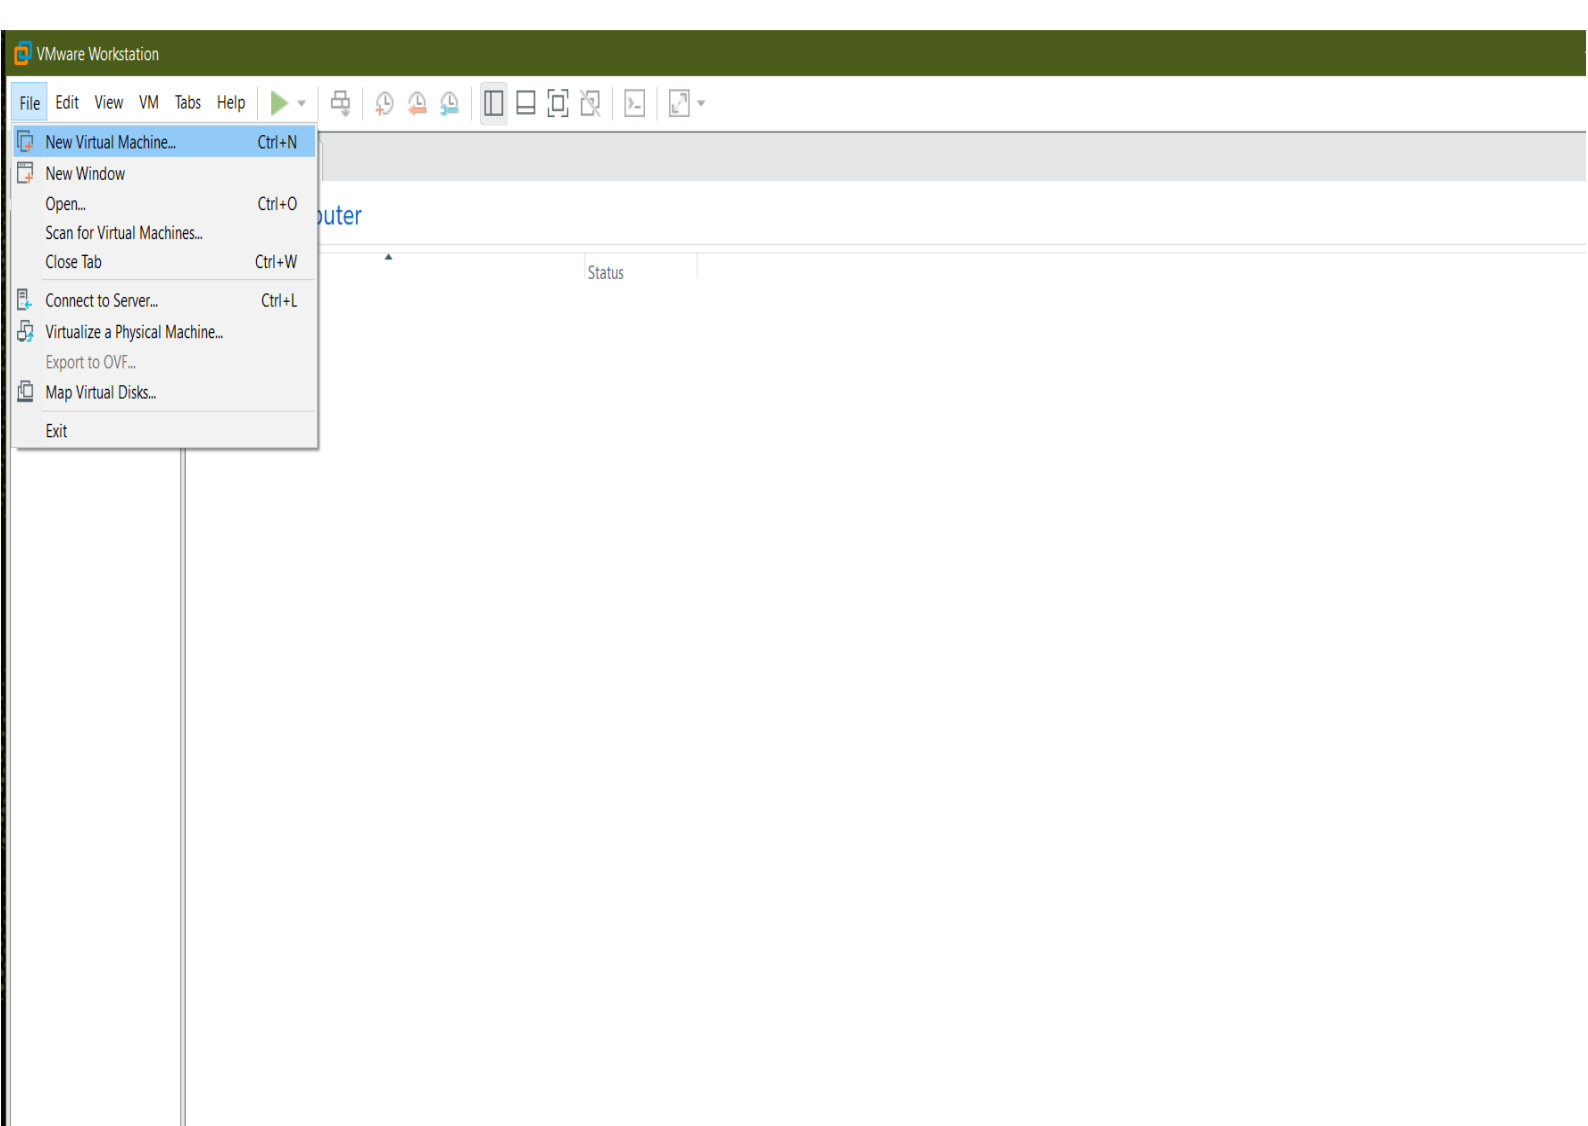 VMware Workstation
File Edit View VM Tabs Help
New Virtual Machine... Ctrl+N
New Window
Open... Ctrl+O
Scan for Virtual Machines...
Close Tab Ctrl+W
Connect to Server... Ctrl+L
Virtualize a Physical Machine...
Export to OVF...
Map Virtual Disks...
Exit
puter
Status